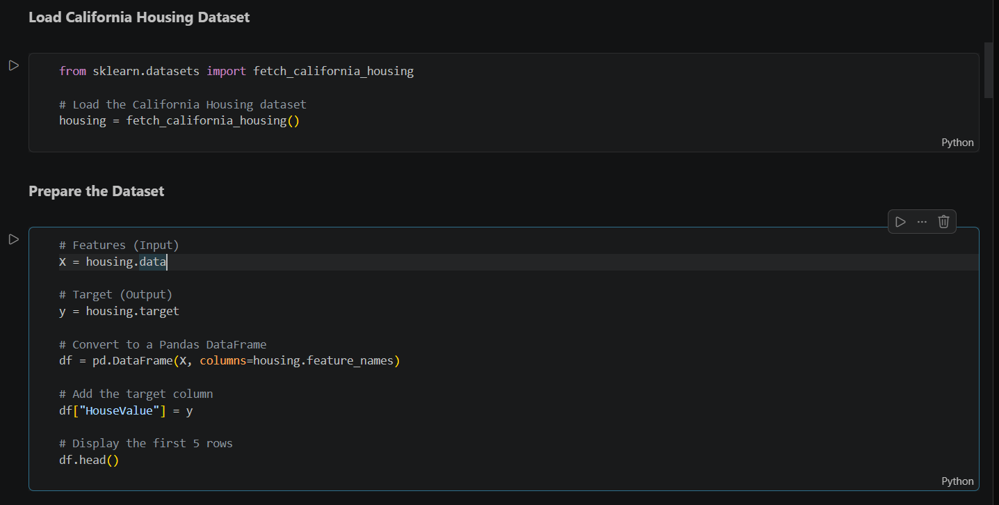 Load California Housing Dataset
from sklearn.datasets import fetch_california_housing
# Load the California Housing dataset
housing = fetch_california_housing()
Python
Prepare the Dataset
# Features (Input)
X = housing.data
# Target (Output)
y = housing.target
# Convert to a Pandas DataFrame
df = pd.DataFrame(X, columns=housing.feature_names)
# Add the target column
df["HouseValue"] = y
# Display the first 5 rows
df.head()
Python